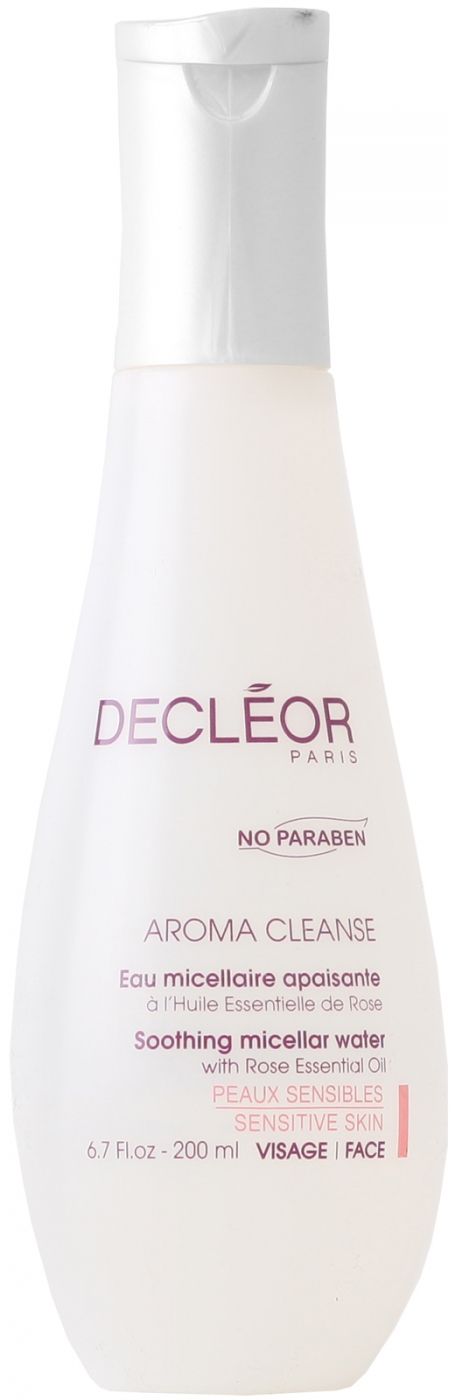 DECLÉOR
PARIS
NO PARABEN
AROMA CLEANSE
Eau micellaire apaisante
à l'Huile Essentielle de Rose
Soothing micellar water
with Rose Essential Oil
PEAUX SENSIBLES
SENSITIVE SKIN
6.7 Fl.oz - 200 ml VISAGE | FACE